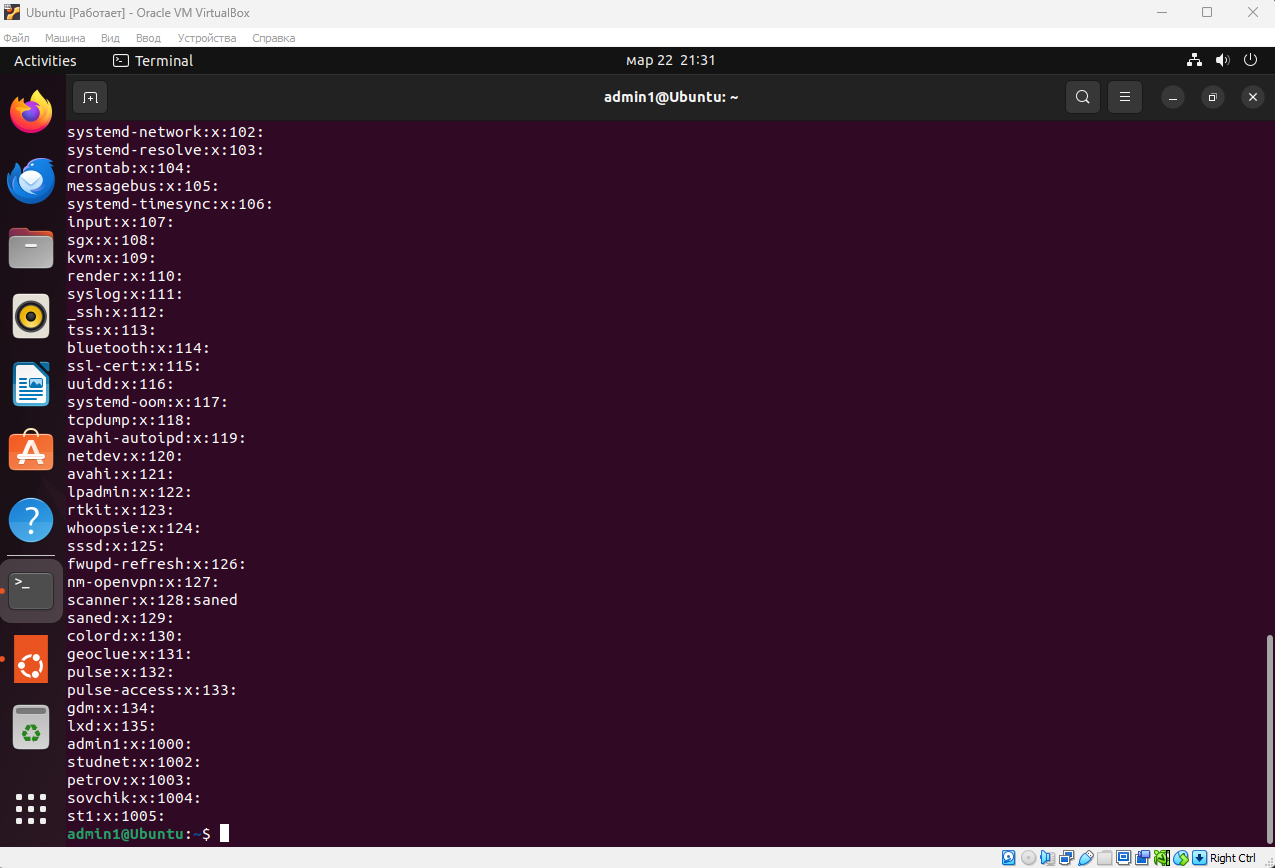 Ubuntu [Работает] - Oracle VM VirtualBox
Файл Машина Вид Ввод Устройства Справка
Activities Terminal мар 22 21:31
admin1@Ubuntu: ~
systemd-network:x:102:
systemd-resolve:x:103:
crontab:x:104:
messagebus:x:105:
systemd-timesync:x:106:
input:x:107:
sgx:x:108:
kvm:x:109:
render:x:110:
syslog:x:111:
_ssh:x:112:
tss:x:113:
bluetooth:x:114:
ssl-cert:x:115:
uuidd:x:116:
systemd-oom:x:117:
tcpdump:x:118:
avahi-autoipd:x:119:
netdev:x:120:
avahi:x:121:
lpadmin:x:122:
rtkit:x:123:
whoopsie:x:124:
sssd:x:125:
fwupd-refresh:x:126:
nm-openvpn:x:127:
scanner:x:128:saned
saned:x:129:
colord:x:130:
geoclue:x:131:
pulse:x:132:
pulse-access:x:133:
gdm:x:134:
lxd:x:135:
admin1:x:1000:
studnet:x:1002:
petrov:x:1003:
sovchik:x:1004:
st1:x:1005:
admin1@Ubuntu:~$
Right Ctrl